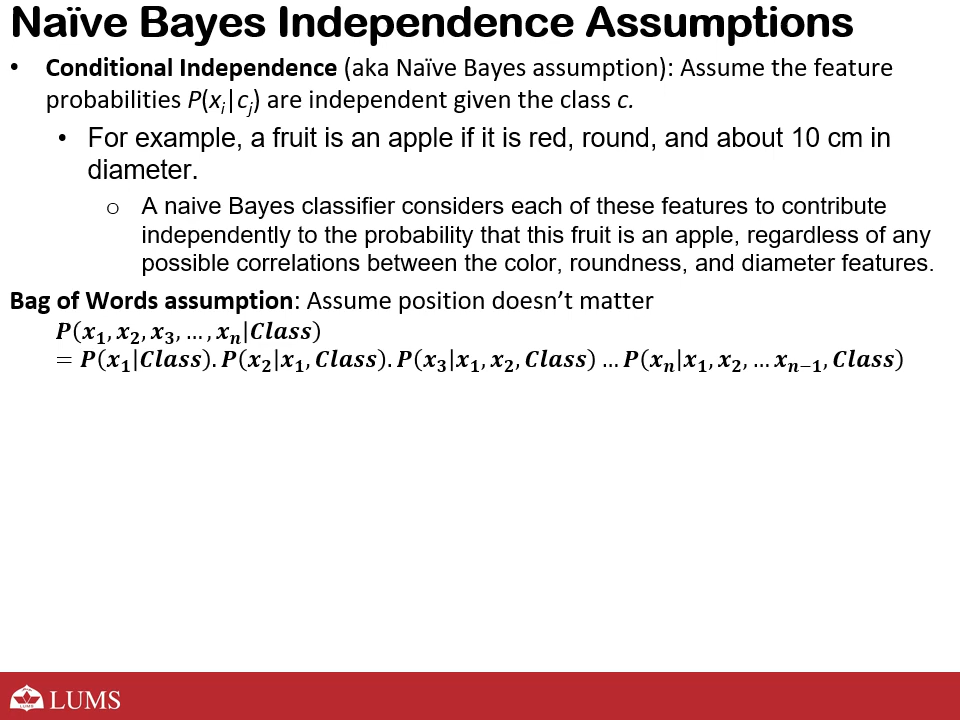 Naïve Bayes Independence Assumptions
• Conditional Independence (aka Naïve Bayes assumption): Assume the feature
probabilities P(xᵢ|cⱼ) are independent given the class c.
• For example, a fruit is an apple if it is red, round, and about 10 cm in
diameter.
o A naive Bayes classifier considers each of these features to contribute
independently to the probability that this fruit is an apple, regardless of any
possible correlations between the color, roundness, and diameter features.
Bag of Words assumption: Assume position doesn’t matter
P(x₁, x₂, x₃, … , xₙ|Class)
= P(x₁|Class). P(x₂|x₁, Class). P(x₃|x₁, x₂, Class) … P(xₙ|x₁, x₂, … xₙ₋₁, Class)
LUMS
LUMS